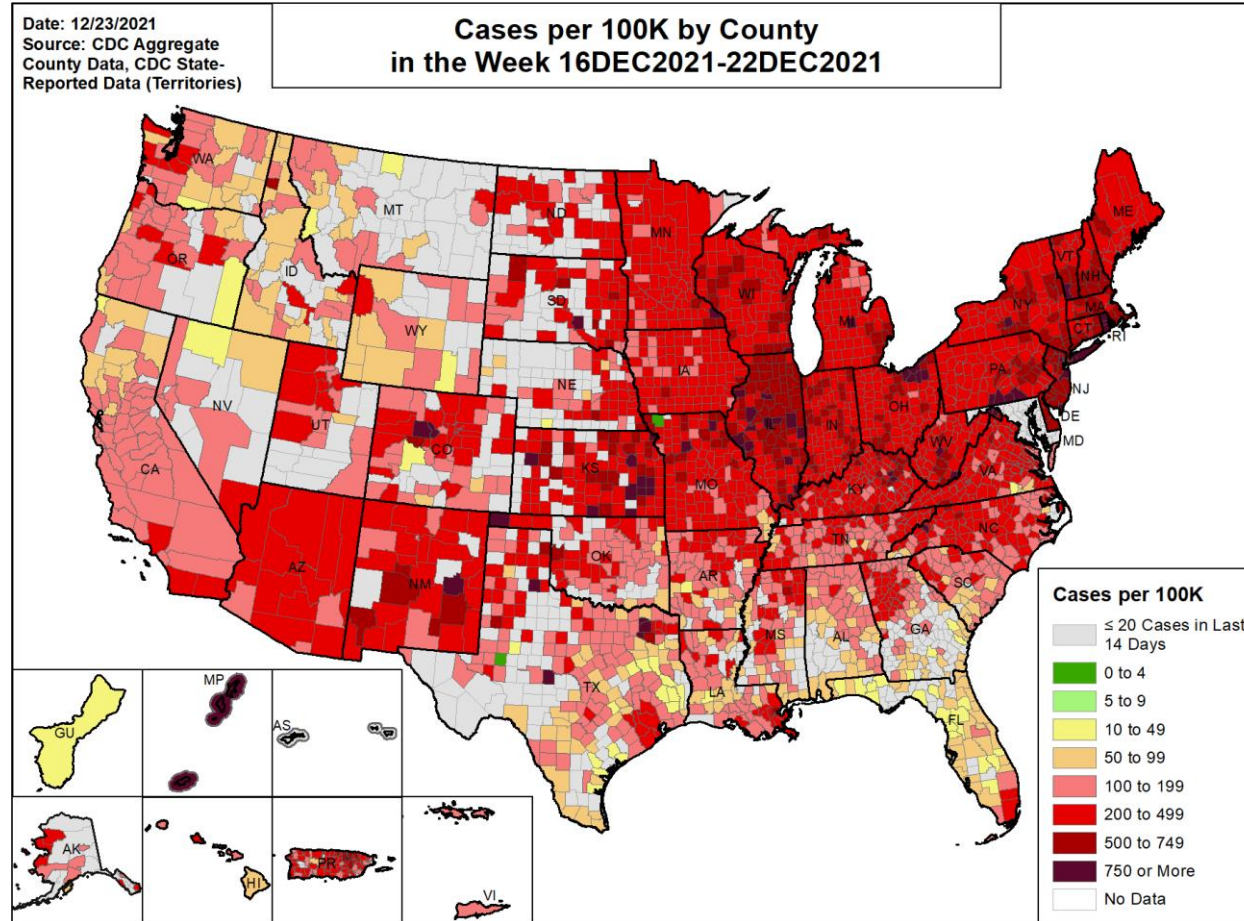 Date: 12/23/2021
Source: CDC Aggregate
County Data, CDC State-
Reported Data (Territories)
Cases per 100K by County
in the Week 16DEC2021-22DEC2021
WA
MT
ND
MN
ME
OR
ID
SD
WI
VT
NH
NY
MA
CT
RI
WY
MI
NE
IA
PA
NJ
NV
UT
CO
IL
IN
OH
DE
MD
CA
KS
MO
WV
VA
KY
AZ
NM
OK
AR
TN
NC
SC
TX
LA
MS
AL
GA
FL
GU
MP
AS
AK
HI
PR
VI
Cases per 100K
≤ 20 Cases in Last
14 Days
0 to 4
5 to 9
10 to 49
50 to 99
100 to 199
200 to 499
500 to 749
750 or More
No Data